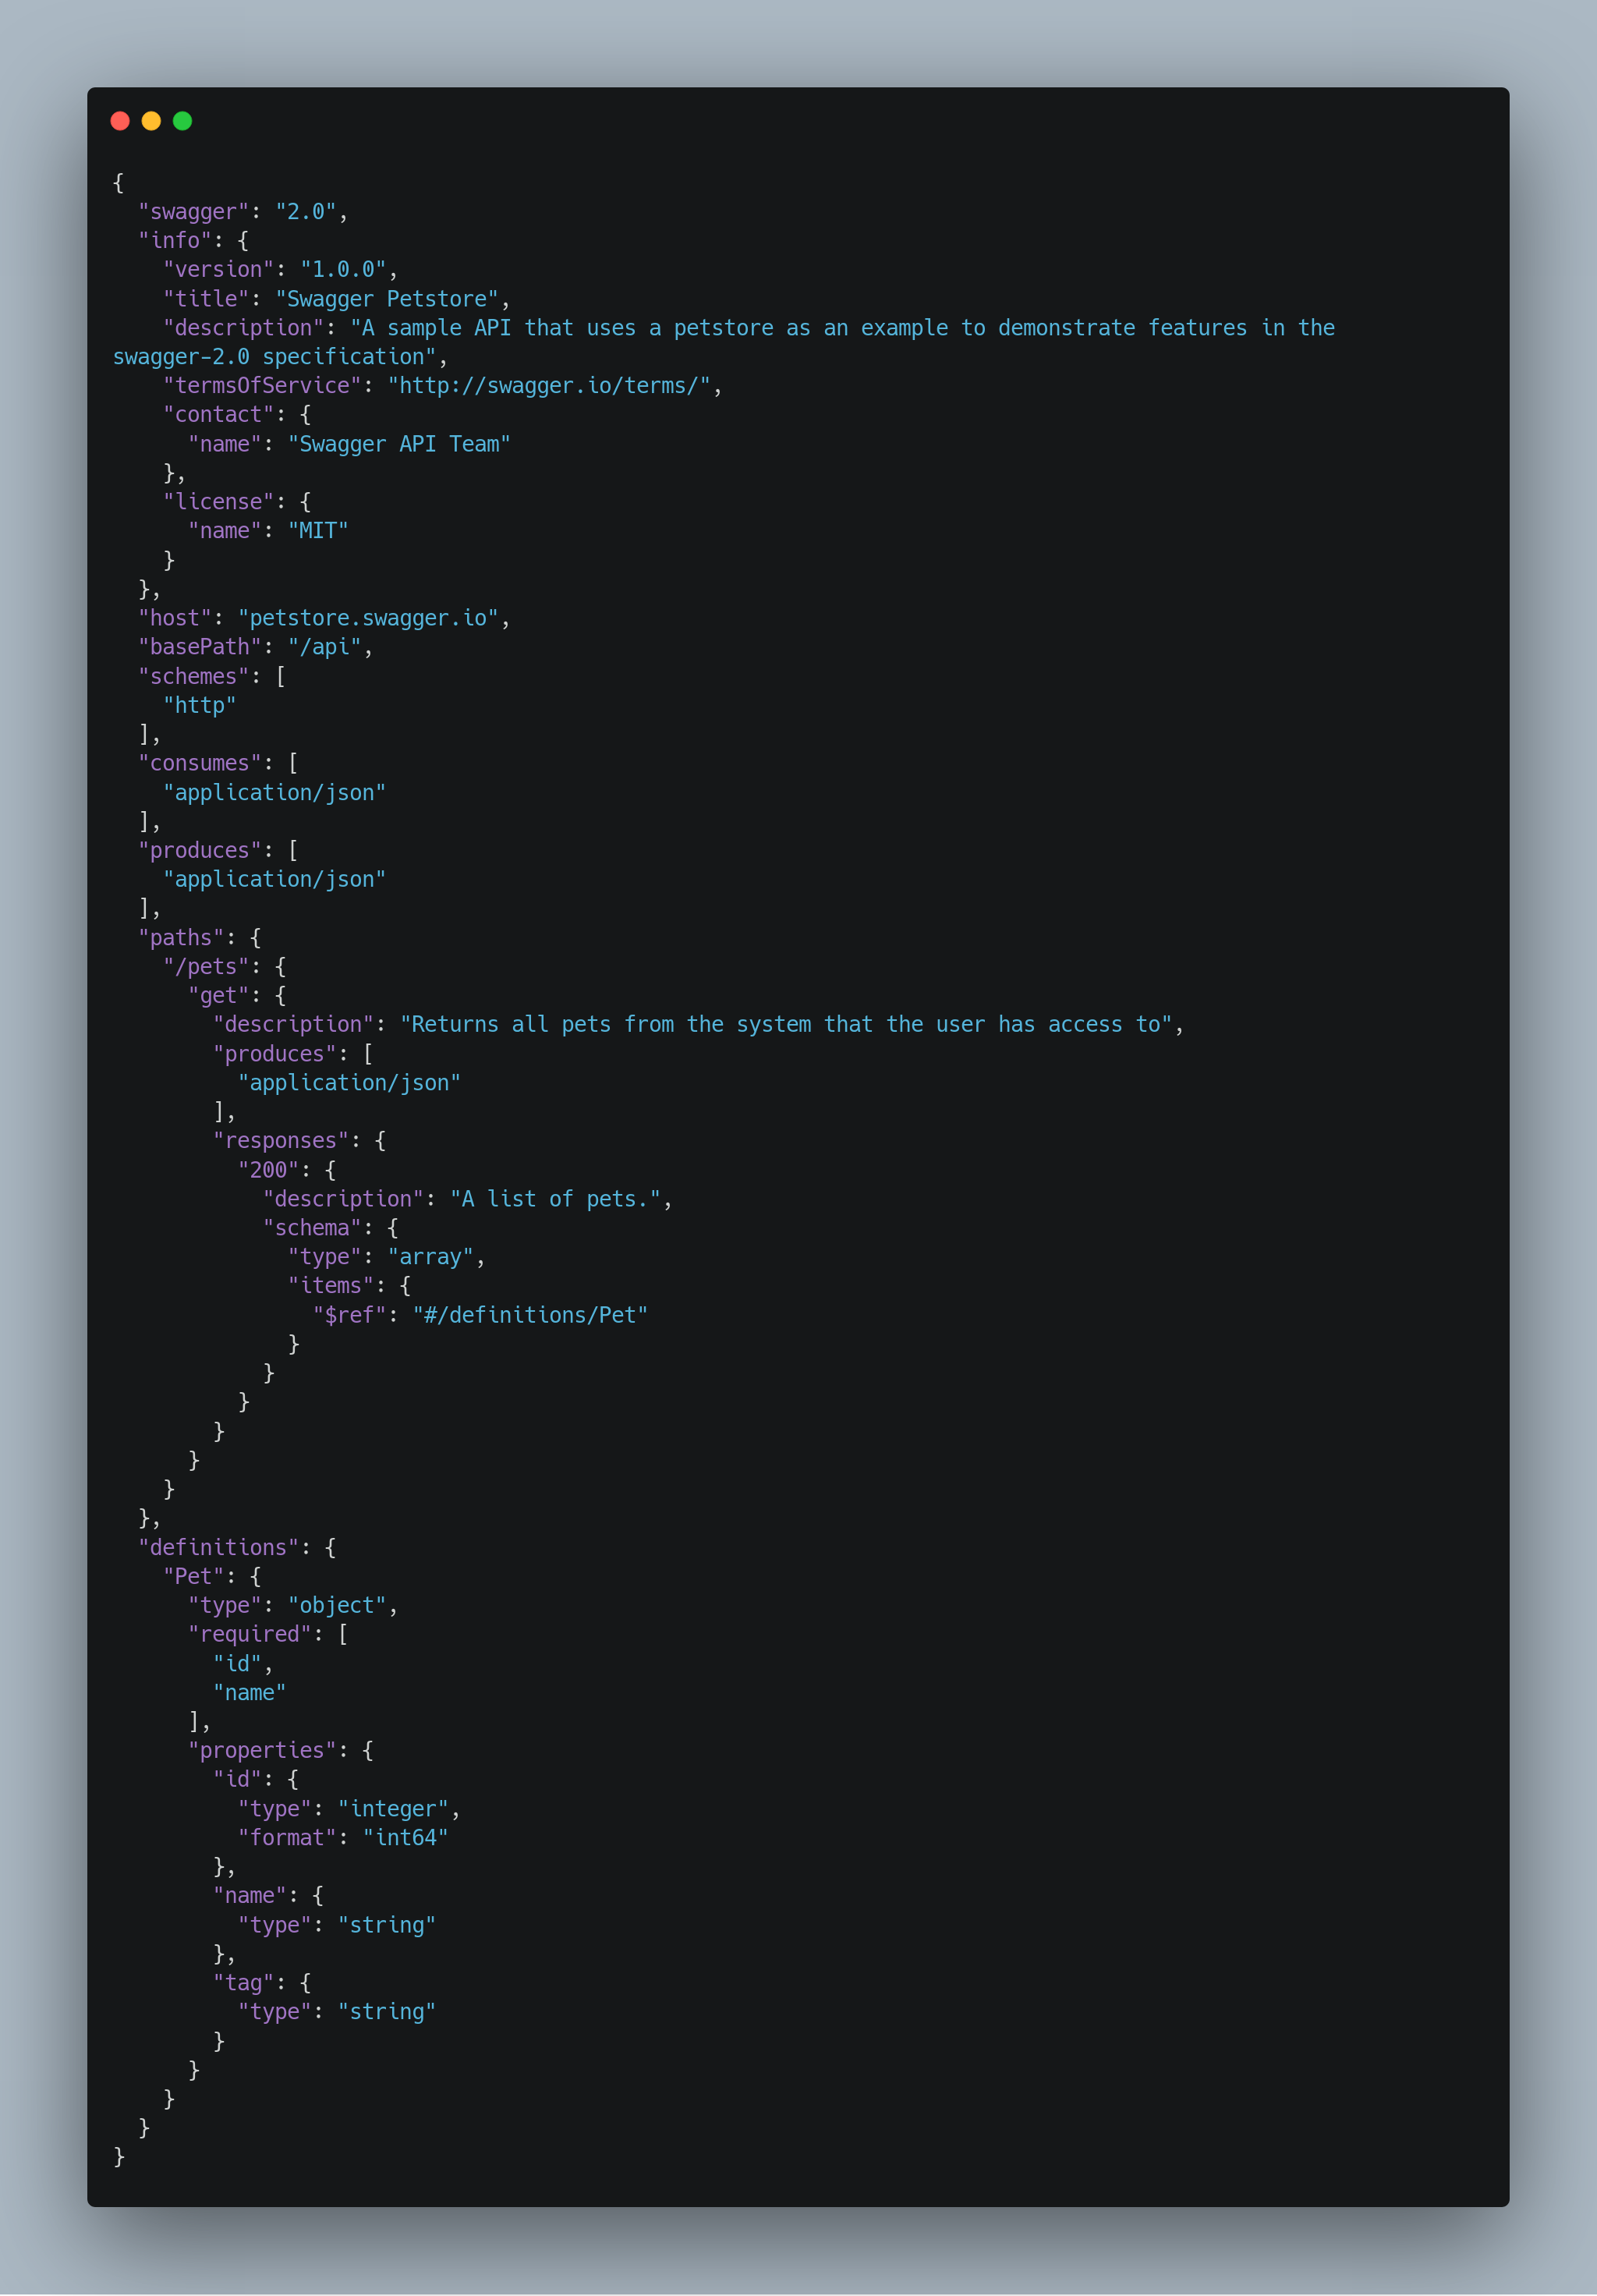 {
  "swagger": "2.0",
  "info": {
    "version": "1.0.0",
    "title": "Swagger Petstore",
    "description": "A sample API that uses a petstore as an example to demonstrate features in the
swagger-2.0 specification",
    "termsOfService": "http://swagger.io/terms/",
    "contact": {
      "name": "Swagger API Team"
    },
    "license": {
      "name": "MIT"
    }
  },
  "host": "petstore.swagger.io",
  "basePath": "/api",
  "schemes": [
    "http"
  ],
  "consumes": [
    "application/json"
  ],
  "produces": [
    "application/json"
  ],
  "paths": {
    "/pets": {
      "get": {
        "description": "Returns all pets from the system that the user has access to",
        "produces": [
          "application/json"
        ],
        "responses": {
          "200": {
            "description": "A list of pets.",
            "schema": {
              "type": "array",
              "items": {
                "$ref": "#/definitions/Pet"
              }
            }
          }
        }
      }
    }
  },
  "definitions": {
    "Pet": {
      "type": "object",
      "required": [
        "id",
        "name"
      ],
      "properties": {
        "id": {
          "type": "integer",
          "format": "int64"
        },
        "name": {
          "type": "string"
        },
        "tag": {
          "type": "string"
        }
      }
    }
  }
}